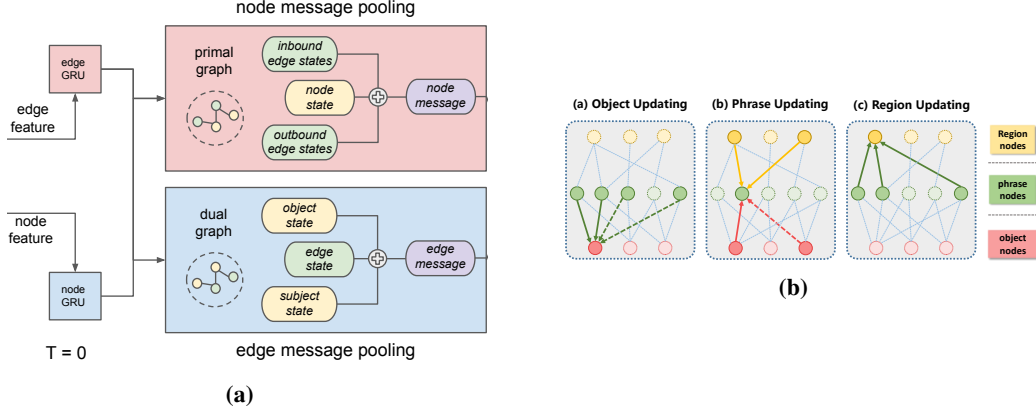 node message pooling
edge
GRU
edge
feature
primal
graph
inbound
edge states
node
state
outbound
edge states
node
message
node
feature
node
GRU
dual
graph
object
state
edge
state
subject
state
edge
message
T = 0
edge message pooling
(a)
(a) Object Updating
(b) Phrase Updating
(c) Region Updating
Region
nodes
phrase
nodes
object
nodes
(b)